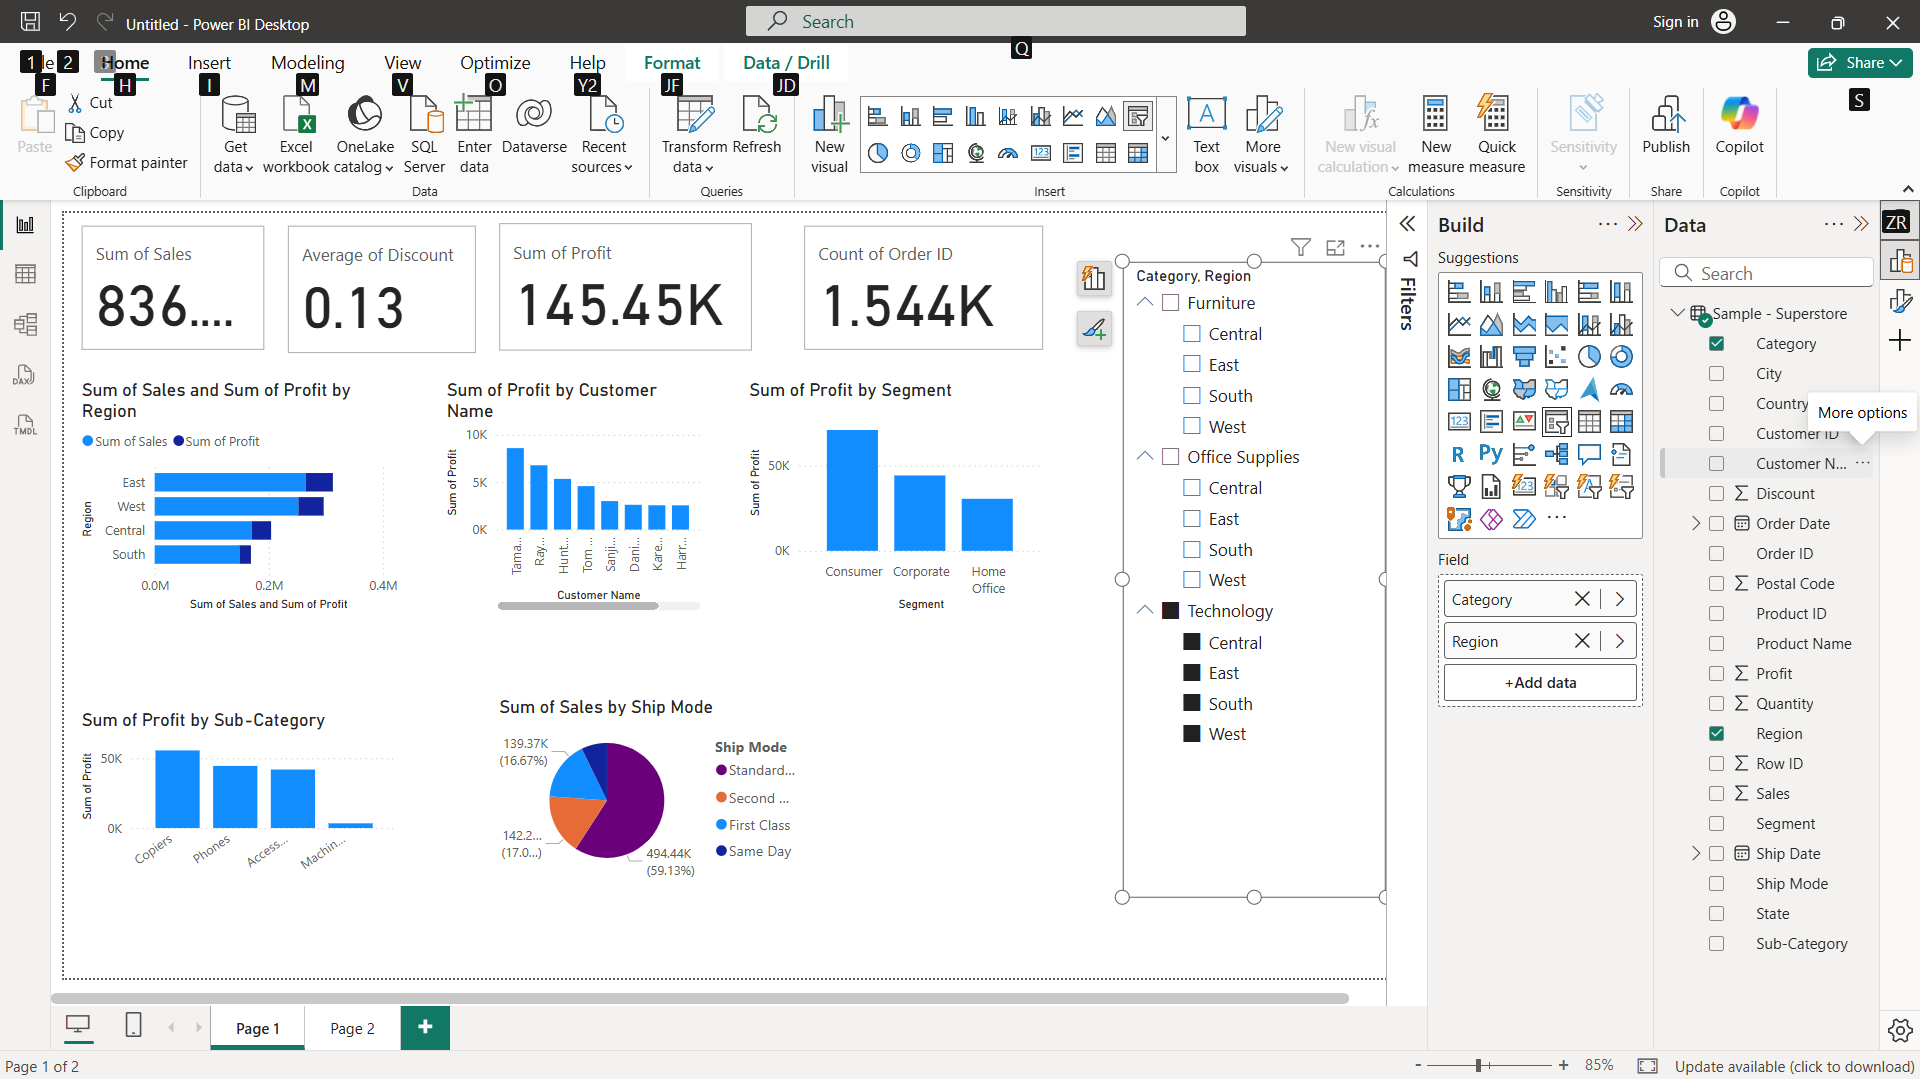 Untitled - Power BI Desktop
Search
Sign in
1 le 2 Home Insert Modeling View Optimize Help Format Data / Drill
Q
Share
F H I M V O Y2 JF JD
S
Paste
Cut
Copy
Format painter
Clipboard
Get data
Excel workbook
OneLake catalog
SQL Server
Enter data
Dataverse
Recent sources
Data
Transform data
Refresh
Queries
New visual
Text box
More visuals
Insert
New visual calculation
New measure
Quick measure
Calculations
Sensitivity
Sensitivity
Publish
Share
Copilot
Copilot
DAX
TMDL
Sum of Sales
836....
Average of Discount
0.13
Sum of Profit
145.45K
Count of Order ID
1.544K
Sum of Sales and Sum of Profit by
Region
Sum of Sales Sum of Profit
Region
East
West
Central
South
0.0M 0.2M 0.4M
Sum of Sales and Sum of Profit
Sum of Profit by Customer
Name
Sum of Profit
10K
5K
0K
Tama... Ray... Hunt... Tom ... Sanji... Dani... Kare... Harr...
Customer Name
Sum of Profit by Segment
Sum of Profit
50K
0K
Consumer Corporate Home Office
Segment
Sum of Profit by Sub-Category
Sum of Profit
50K
0K
Copiers Phones Access... Machin...
Sum of Sales by Ship Mode
139.37K
(16.67%)
142.2...
(17.0...)
494.44K
(59.13%)
Ship Mode
Standard...
Second ...
First Class
Same Day
Category, Region
Furniture
Central
East
South
West
Office Supplies
Central
East
South
West
Technology
Central
East
South
West
Filters
Build
Suggestions
123
R Py
123
Field
Category
Region
+Add data
Data
ZR
Search
Sample - Superstore
Category
City
Country
More options
Customer ID
Customer N...
Discount
Order Date
Order ID
Postal Code
Product ID
Product Name
Profit
Quantity
Region
Row ID
Sales
Segment
Ship Date
Ship Mode
State
Sub-Category
Page 1
Page 2
Page 1 of 2
- + 85%
Update available (click to download)